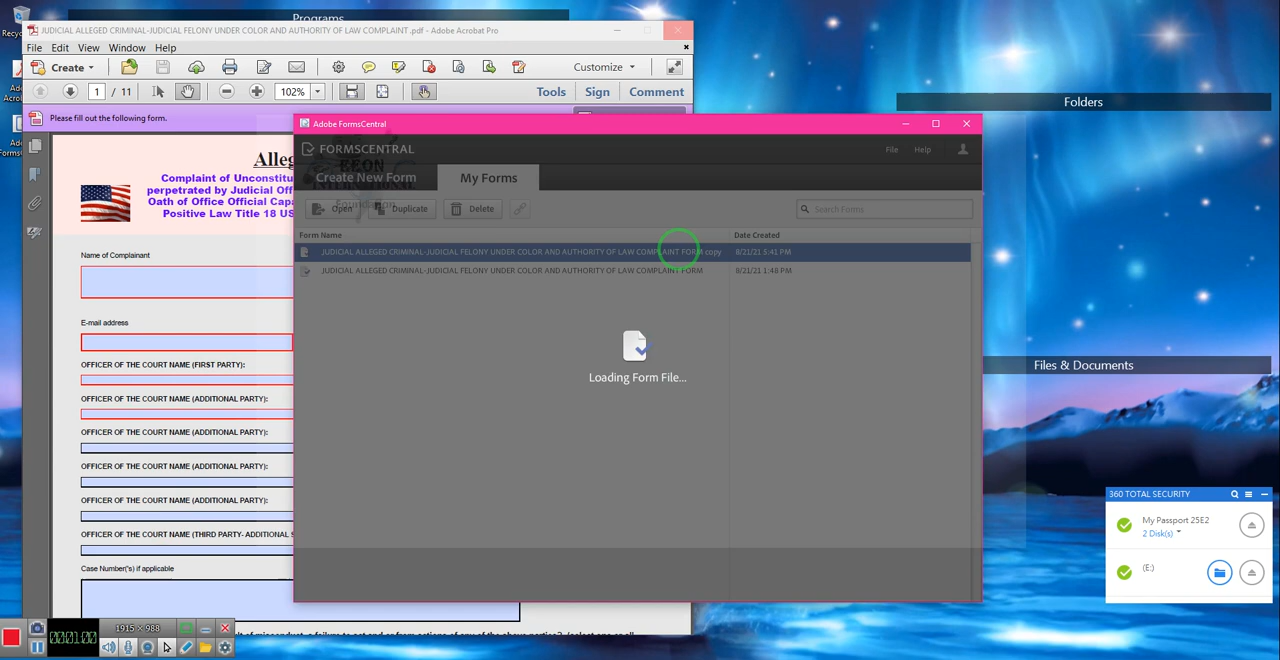 Programs
Recyc
JUDICIAL ALLEGED CRIMINAL-JUDICIAL FELONY UNDER COLOR AND AUTHORITY OF LAW COMPLAINT .pdf - Adobe Acrobat Pro
File Edit View Window Help
Create
Customize
1 / 11
102%
Tools Sign Comment
Please fill out the following form.
Folders
Adobe FormsCentral
FORMSCENTRAL
File Help
Create New Form
My Forms
Open
Duplicate
Delete
Search Forms
Form Name Date Created
JUDICIAL ALLEGED CRIMINAL-JUDICIAL FELONY UNDER COLOR AND AUTHORITY OF LAW COMPLAINT FORM copy 8/21/21 5:41 PM
JUDICIAL ALLEGED CRIMINAL-JUDICIAL FELONY UNDER COLOR AND AUTHORITY OF LAW COMPLAINT FORM 8/21/21 1:48 PM
Loading Form File...
Alleg
Complaint of Unconstitu
perpetrated by Judicial Off
Oath of Office Official Capa
Positive Law Title 18 US
Name of Complainant
E-mail address
OFFICER OF THE COURT NAME (FIRST PARTY):
OFFICER OF THE COURT NAME (ADDITIONAL PARTY):
OFFICER OF THE COURT NAME (ADDITIONAL PARTY):
OFFICER OF THE COURT NAME (ADDITIONAL PARTY):
OFFICER OF THE COURT NAME (ADDITIONAL PARTY):
OFFICER OF THE COURT NAME (THIRD PARTY- ADDITIONAL S
Case Number('s) if applicable
Files & Documents
360 TOTAL SECURITY
My Passport 25E2
2 Disk(s)
(E:)
1915 × 988
00:01:00